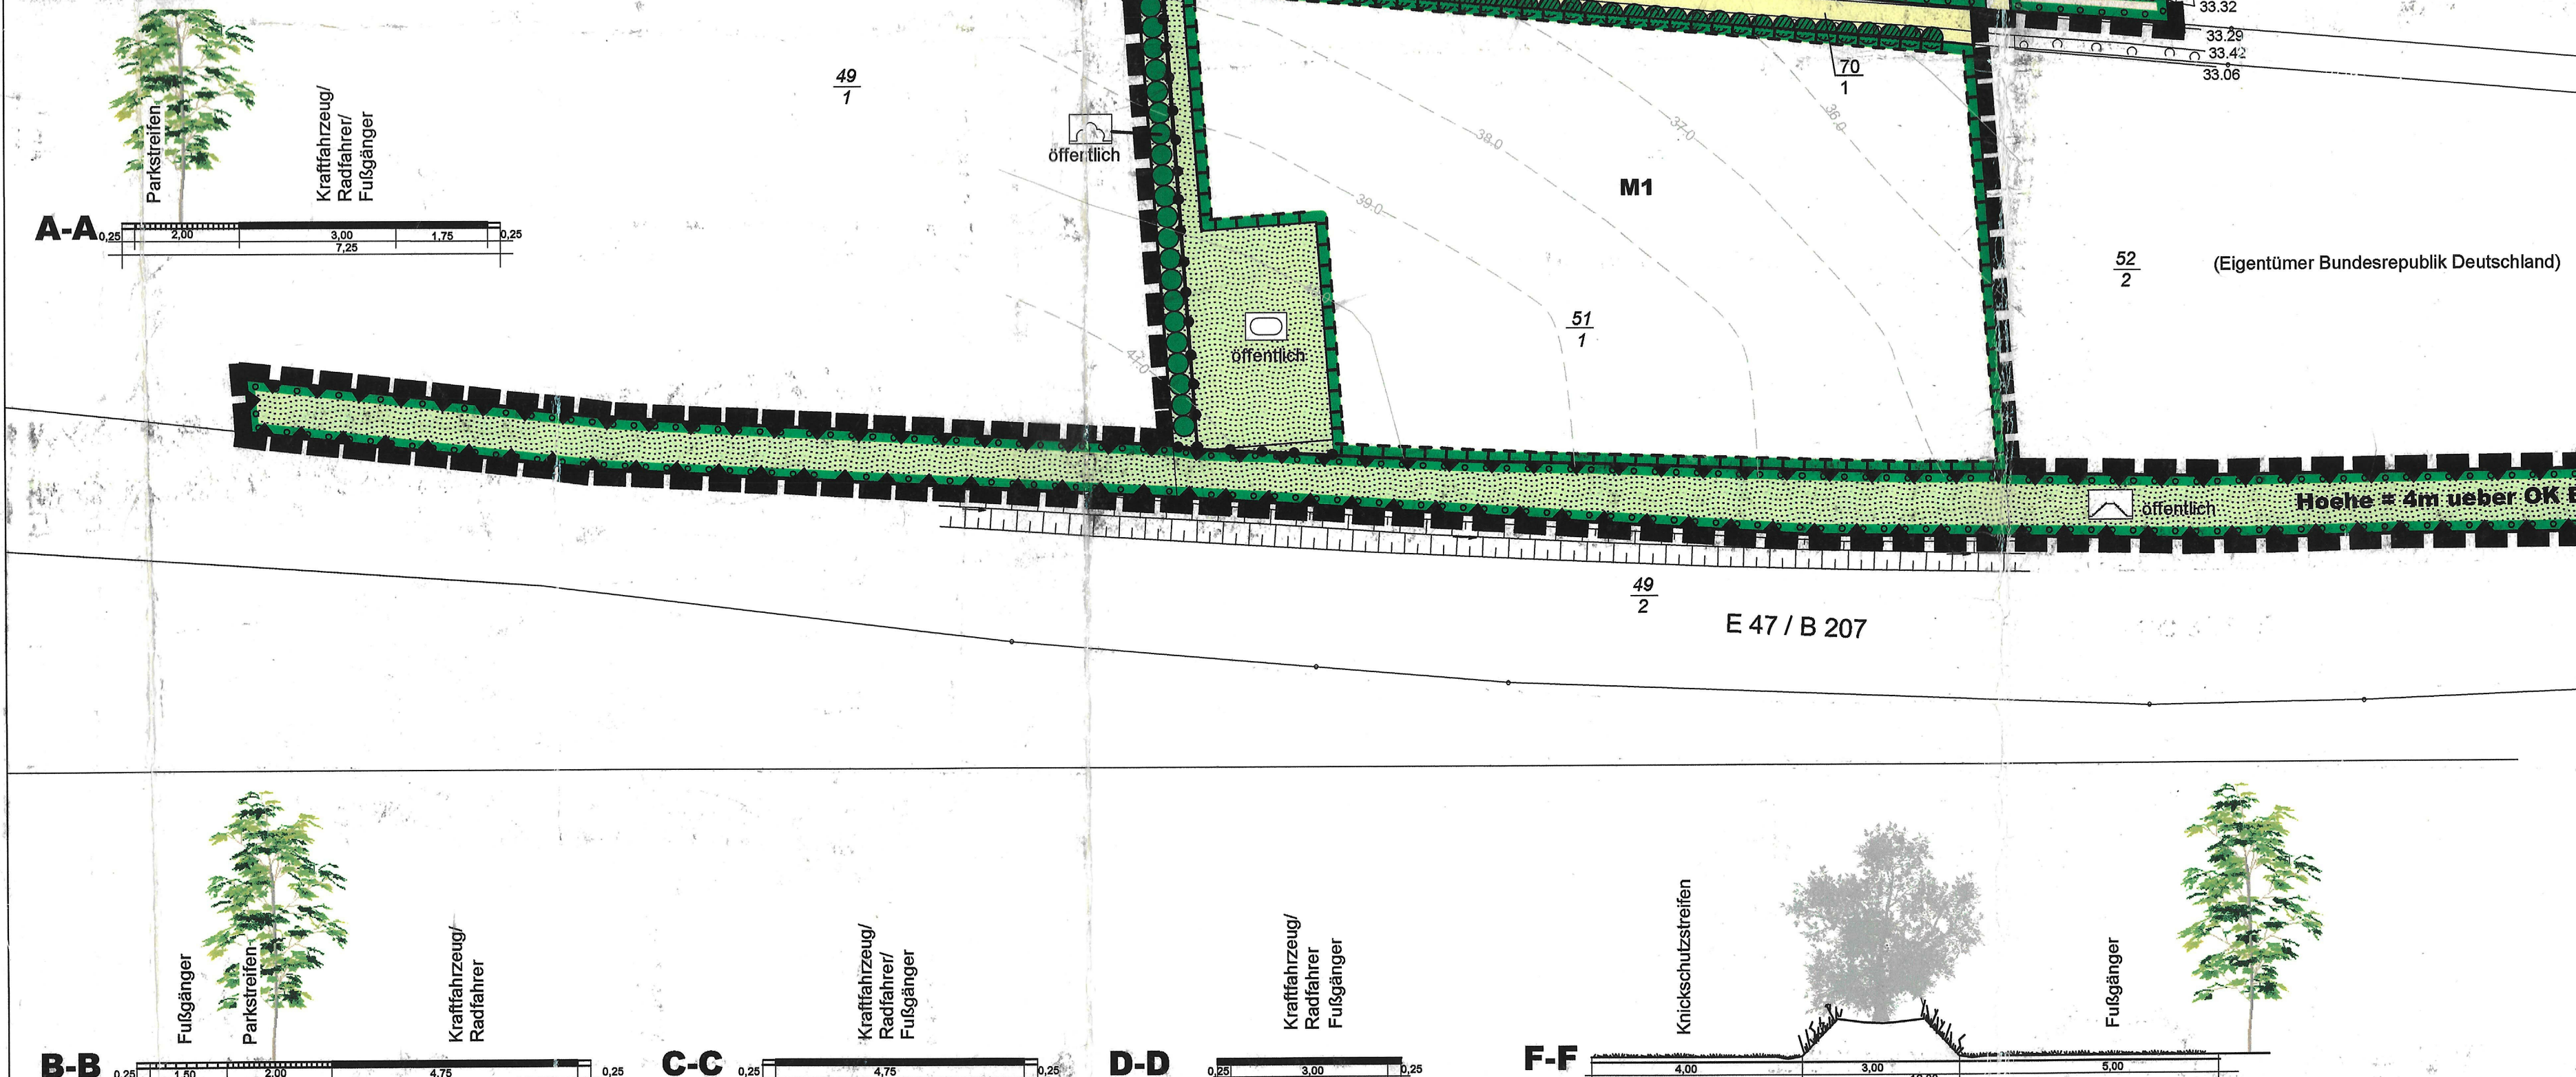 33.32
33.29
33.42
33.06
49
1
70
1
Parkstreifen
Kraftfahrzeug/
Radfahrer/
Fußgänger
öffentlich
38.0
37.0
36.0
M1
39.0
A-A
0,25
2,00
3,00
1,75
0,25
7,25
52
2
(Eigentümer Bundesrepublik Deutschland)
51
1
öffentlich
41.0
öffentlich
Hoehe = 4m ueber OK
49
2
E 47 / B 207
Fußgänger
Parkstreifen
Kraftfahrzeug/
Radfahrer
Kraftfahrzeug/
Radfahrer/
Fußgänger
Kraftfahrzeug/
Radfahrer
Fußgänger
Knickschutzstreifen
Fußgänger
B-B
0,25
1,50
2,00
4,75
0,25
C-C
0,25
4,75
0,25
D-D
0,25
3,00
0,25
F-F
4,00
3,00
5,00